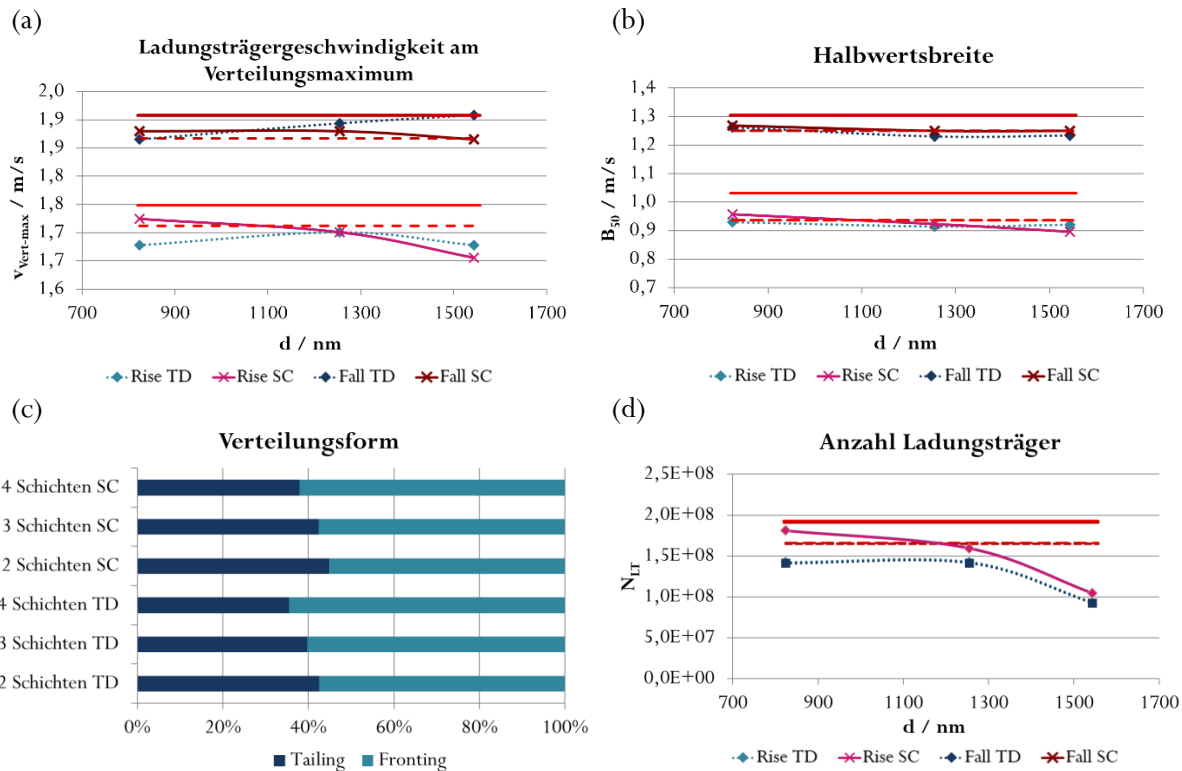 (a)
Ladungsträgergeschwindigkeit am
Verteilungsmaximum
2,0
1,9
1,9
1,8
1,8
1,7
1,7
1,6
v_Vert-max / m/s
700 900 1100 1300 1500 1700
d / nm
Rise TD Rise SC Fall TD Fall SC
(b)
Halbwertsbreite
1,4
1,3
1,2
1,1
1,0
0,9
0,8
0,7
B_50 / m/s
700 900 1100 1300 1500 1700
d / nm
Rise TD Rise SC Fall TD Fall SC
(c)
Verteilungsform
4 Schichten SC
3 Schichten SC
2 Schichten SC
4 Schichten TD
3 Schichten TD
2 Schichten TD
0% 20% 40% 60% 80% 100%
Tailing Fronting
(d)
Anzahl Ladungsträger
2,5E+08
2,0E+08
1,5E+08
1,0E+08
5,0E+07
0,0E+00
N_LT
700 900 1100 1300 1500 1700
d / nm
Rise TD Rise SC Fall TD Fall SC